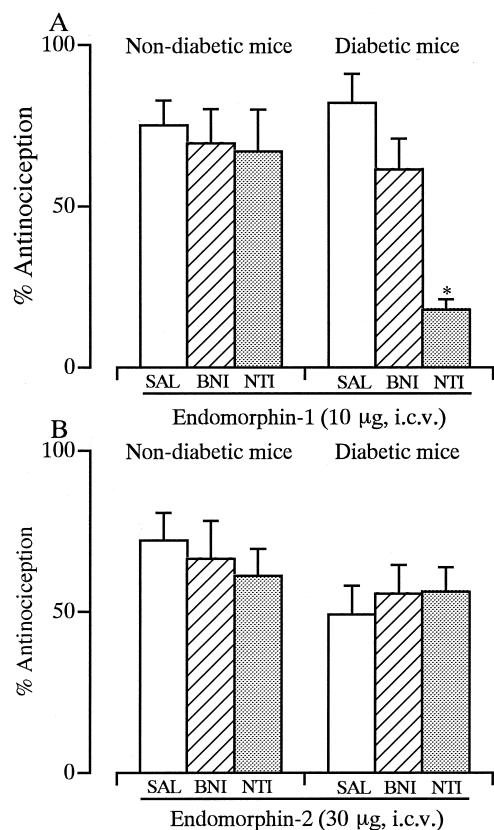 A
100
Non-diabetic mice Diabetic mice
% Antinociception
50
*
0
SAL BNI NTI SAL BNI NTI
Endomorphin-1 (10 μg, i.c.v.)
B
100
Non-diabetic mice Diabetic mice
% Antinociception
50
0
SAL BNI NTI SAL BNI NTI
Endomorphin-2 (30 μg, i.c.v.)